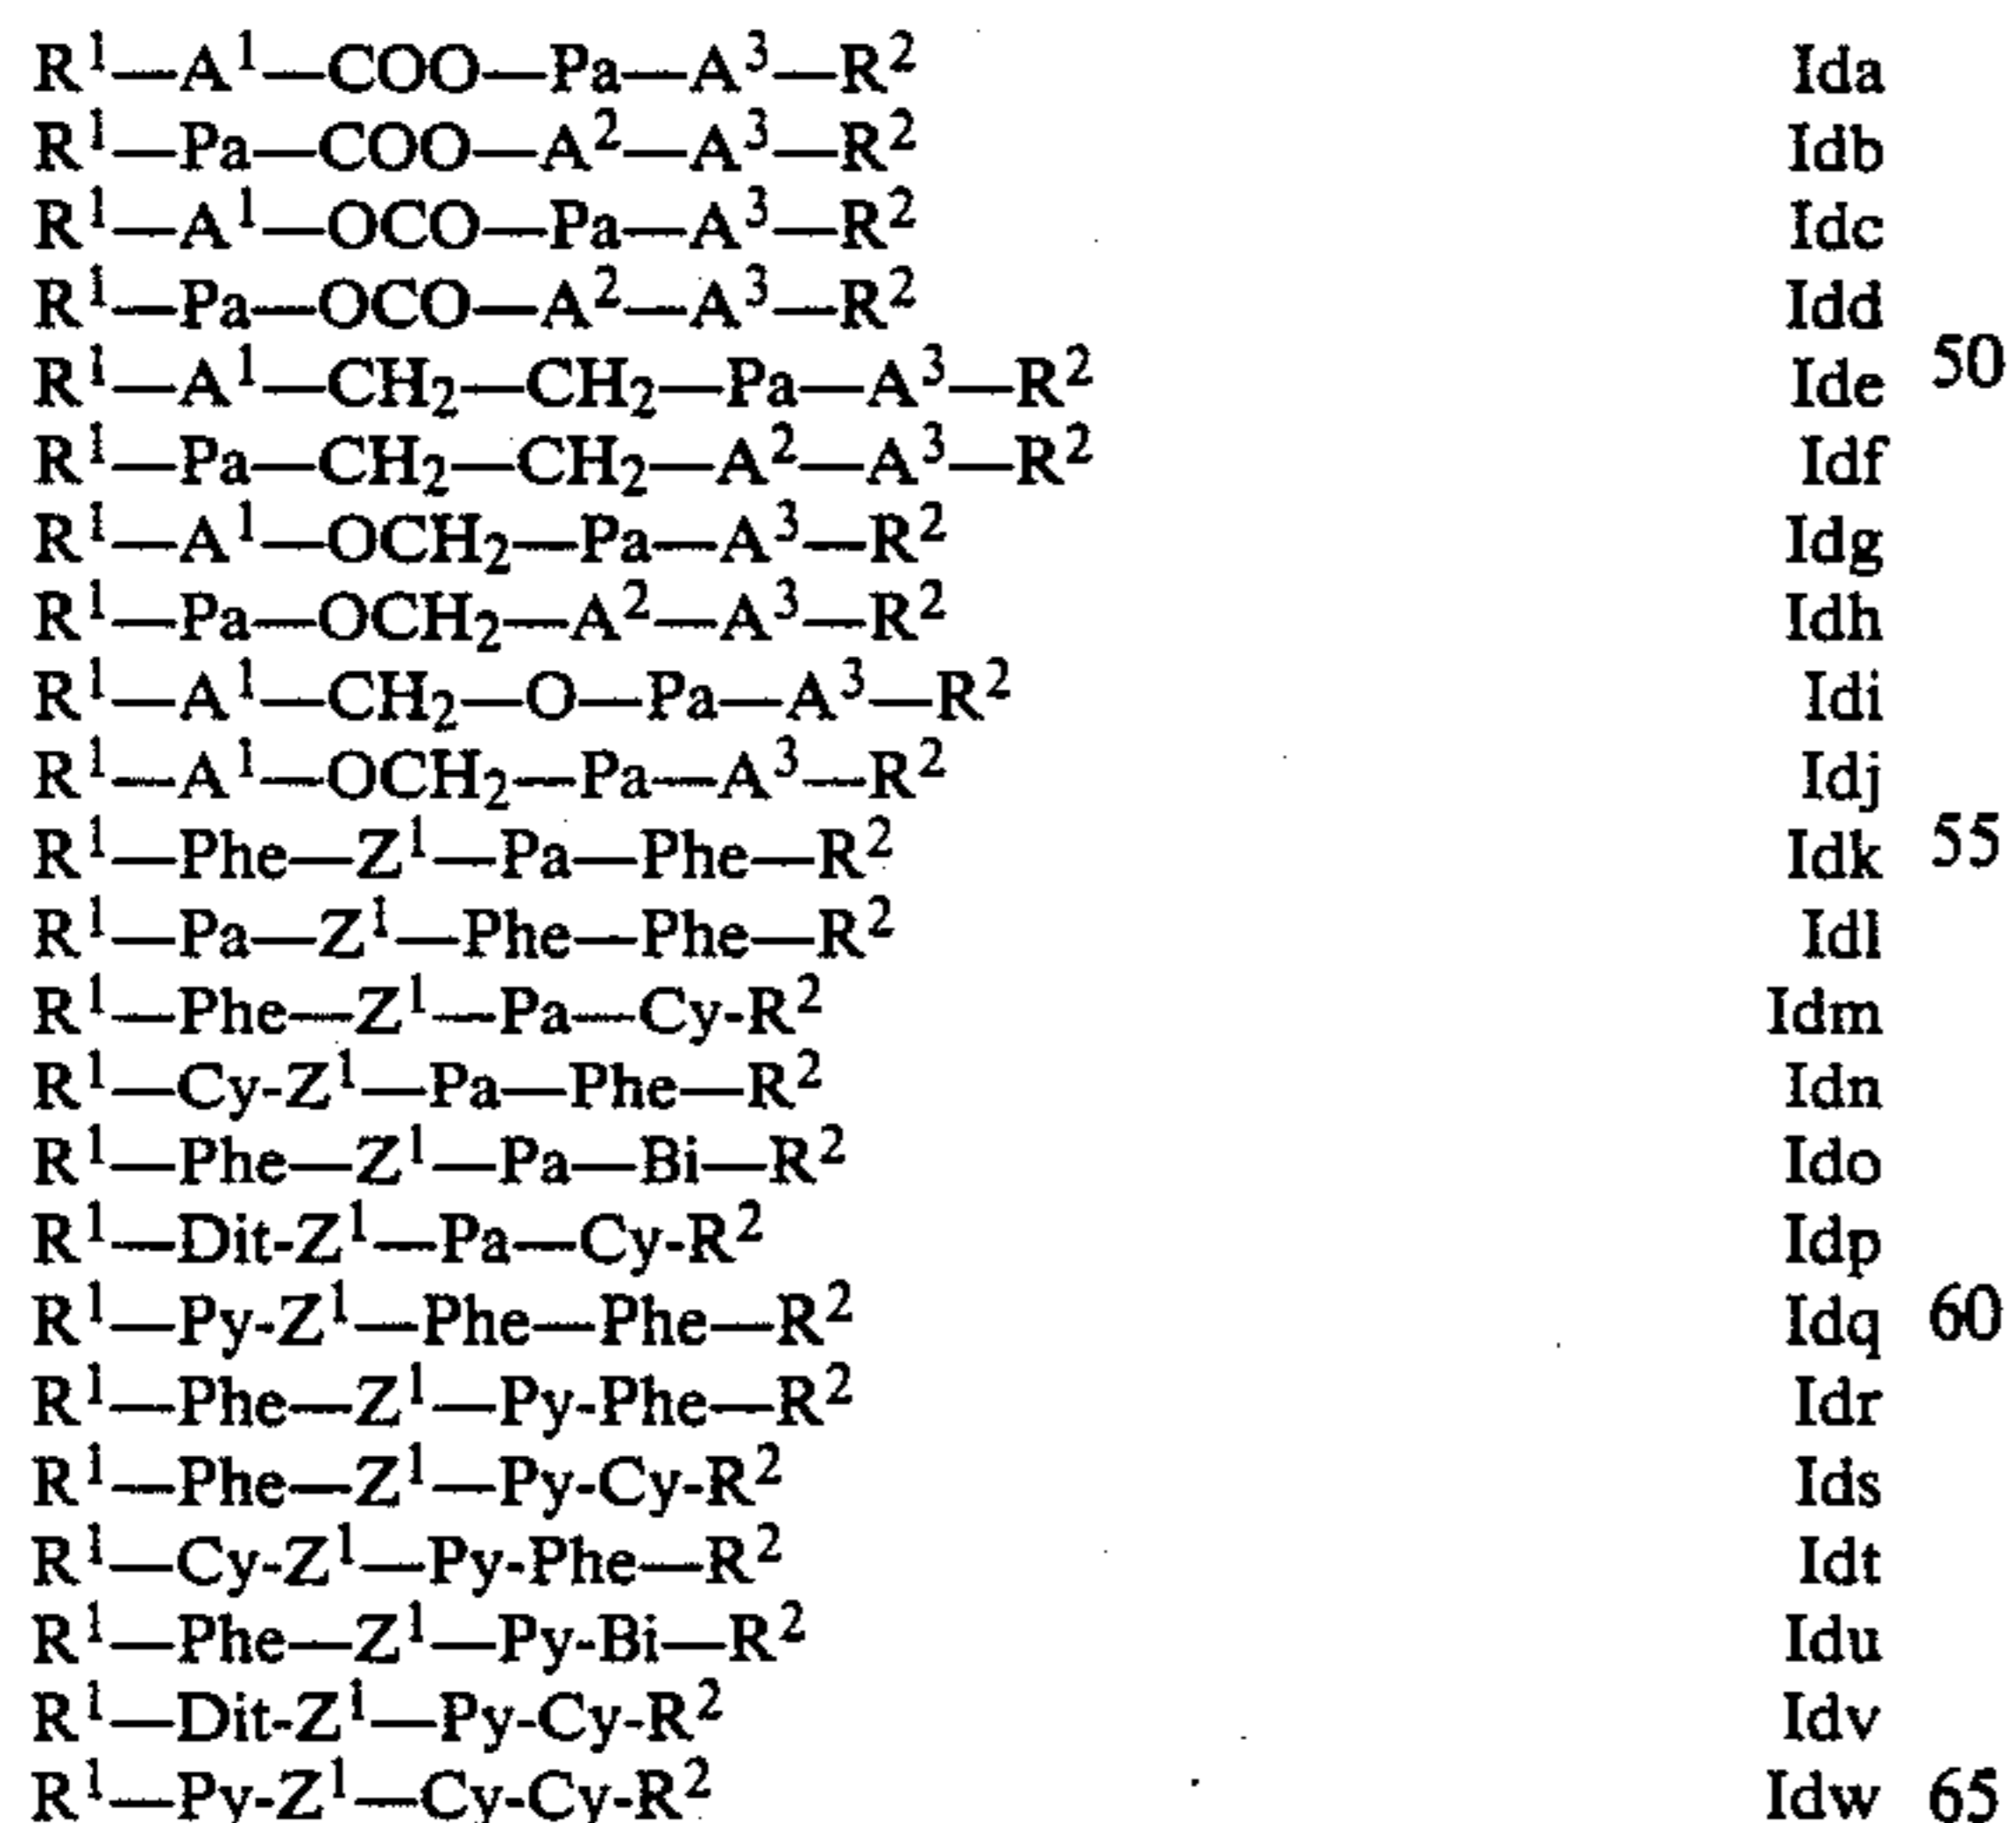 R¹—A¹—COO—Pa—A³—R² Ida
R¹—Pa—COO—A²—A³—R² Idb
R¹—A¹—OCO—Pa—A³—R² Idc
R¹—Pa—OCO—A²—A³—R² Idd
R¹—A¹—CH₂—CH₂—Pa—A³—R² Ide 50
R¹—Pa—CH₂—CH₂—A²—A³—R² Idf
R¹—A¹—OCH₂—Pa—A³—R² Idg
R¹—Pa—OCH₂—A²—A³—R² Idh
R¹—A¹—CH₂—O—Pa—A³—R² Idi
R¹—A¹—OCH₂—Pa—A³—R² Idj
R¹—Phe—Z¹—Pa—Phe—R² Idk 55
R¹—Pa—Z¹—Phe—Phe—R² Idl
R¹—Phe—Z¹—Pa—Cy-R² Idm
R¹—Cy-Z¹—Pa—Phe—R² Idn
R¹—Phe—Z¹—Pa—Bi—R² Ido
R¹—Dit-Z¹—Pa—Cy-R² Idp
R¹—Py-Z¹—Phe—Phe—R² Idq 60
R¹—Phe—Z¹—Py-Phe—R² Idr
R¹—Phe—Z¹—Py-Cy-R² Ids
R¹—Cy-Z¹—Py-Phe—R² Idt
R¹—Phe—Z¹—Py-Bi—R² Idu
R¹—Dit-Z¹—Py-Cy-R² Idv
R¹—Py-Z¹—Cy-Cy-R² Idw 65